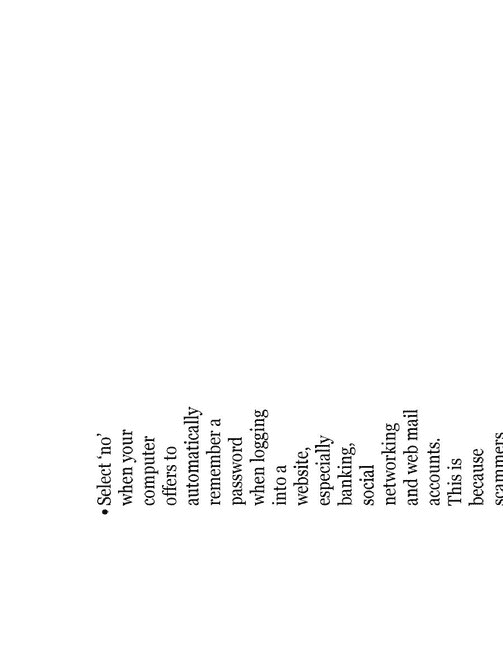 • Select ‘no’
when your
computer
offers to
automatically
remember a
password
when logging
into a
website,
especially
banking,
social
networking
and web mail
accounts.
This is
because
scammers